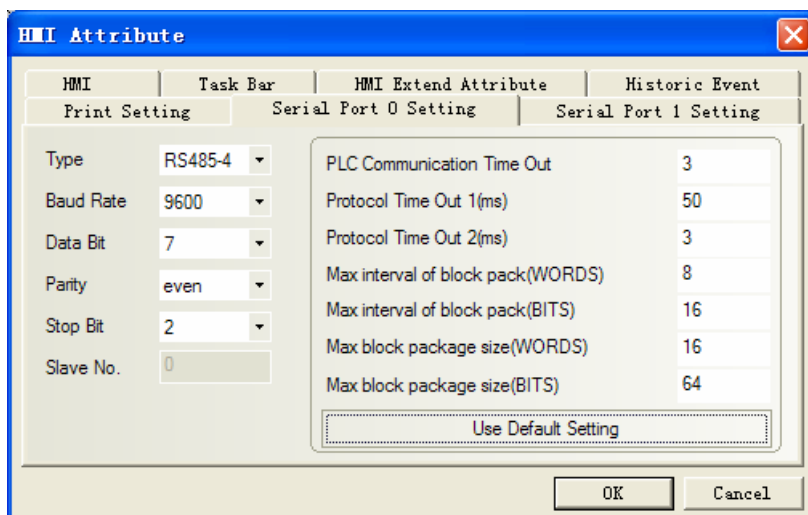 HMI Attribute
HMI Task Bar HMI Extend Attribute Historic Event
Print Setting Serial Port 0 Setting Serial Port 1 Setting
Type RS485-4
Baud Rate 9600
Data Bit 7
Parity even
Stop Bit 2
Slave No. 0
PLC Communication Time Out 3
Protocol Time Out 1(ms) 50
Protocol Time Out 2(ms) 3
Max interval of block pack(WORDS) 8
Max interval of block pack(BITS) 16
Max block package size(WORDS) 16
Max block package size(BITS) 64
Use Default Setting
OK Cancel